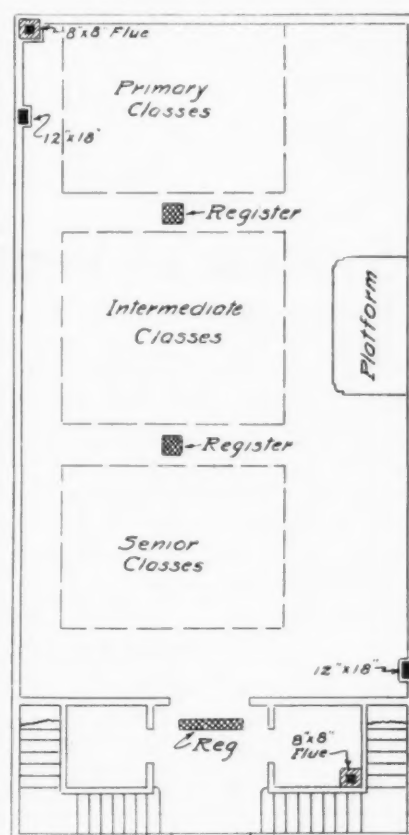 8"x8" Flue
Primary
Classes
12"x18"
Register
Intermediate
Classes
Platform
Register
Senior
Classes
12"x18"
Reg
8"x8"
Flue